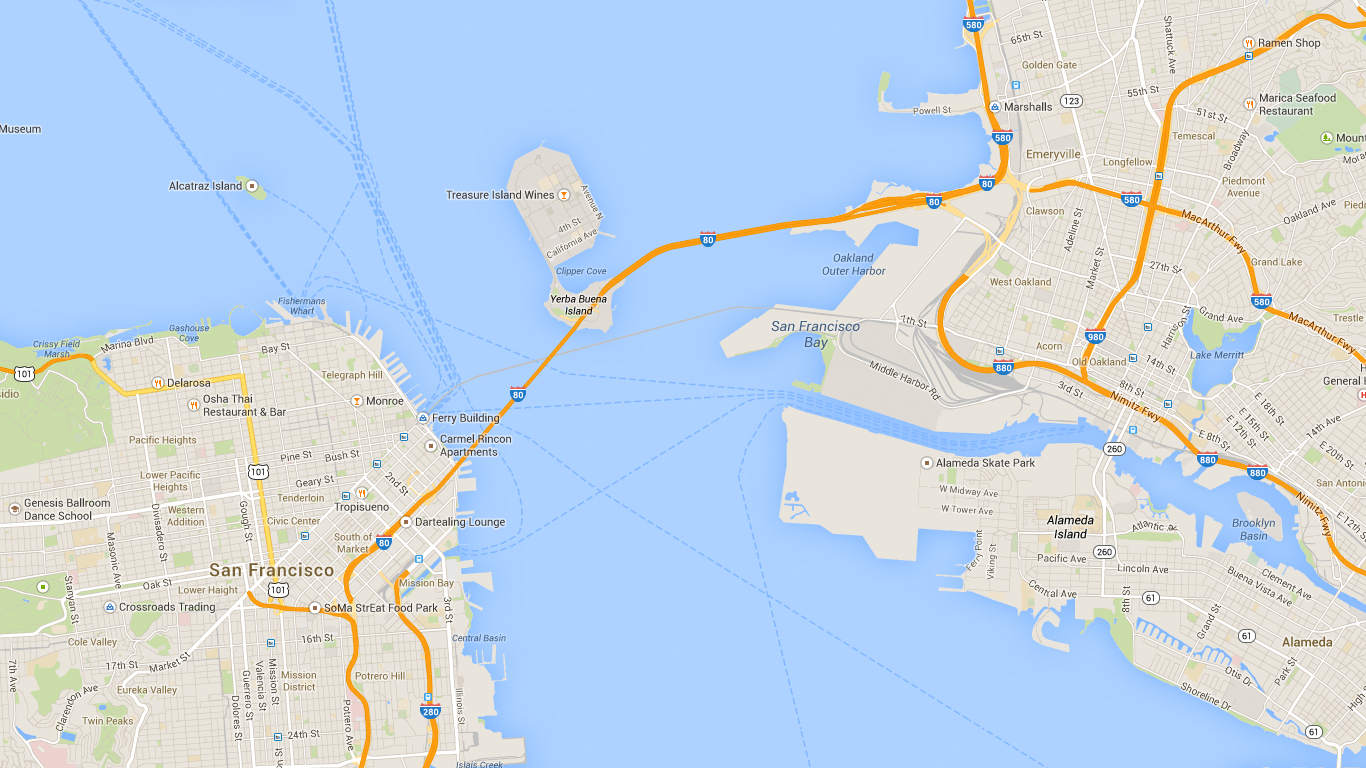 580
65th St
Shattuck Ave
Ramen Shop
Golden Gate
55th St
123
Marshalls
Powell St
Marica Seafood
Restaurant
51st St
Museum
580
Temescal
Broadway
Mount
Emeryville
Longfellow
Alcatraz Island
Treasure Island Wines
Avenue N
80
80
580
Piedmont
Avenue
Oakland Ave
Clawson
Adeline St
MacArthur Fwy
4th St
California Ave
80
Market St
Oakland
Outer Harbor
Clipper Cove
27th St
Grand Lake
West Oakland
Fishermans
Wharf
Yerba Buena
Island
580
Grand Ave
Harrison St
MacArthur Fwy
Trestle
San Francisco
Bay
980
Gashouse
Cove
Marina Blvd
Crissy Field
Marsh
Bay St
Acorn
Old Oakland
14th St
Lake Merritt
101
Telegraph Hill
Middle Harbor Rd
880
Delarosa
3rd St
8th St
General
Osha Thai
Restaurant & Bar
Monroe
80
Nimitz Fwy
E 18th St
E 15th St
E 12th St
14th Ave
Ferry Building
E 8th St
E 20th St
Pacific Heights
Carmel Rincon
Apartments
260
880
880
Pine St
Bush St
Lower Pacific
Heights
101
Geary St
2nd St
Alameda Skate Park
San Antonio
W Midway Ave
W Tower Ave
Nimitz Fwy
E 12th
Tenderloin
Tropisueno
Genesis Ballroom
Dance School
Western
Addition
Gough St
Divisadero St
Civic Center
Dartealing Lounge
Alameda
Island
Atlantic Ave
Brooklyn
Basin
Masonic Ave
South of
Market
80
Ferry Point
Viking St
260
Pacific Ave
Lincoln Ave
San Francisco
Oak St
Stanyan St
Lower Haight
101
Mission Bay
Clement Ave
Buena Vista Ave
Central Ave
8th St
61
Crossroads Trading
SoMa StrEat Food Park
3rd St
Grand St
Cole Valley
16th St
Central Basin
61
Alameda
17th St
Market St
7th Ave
Eureka Valley
Mission St
Valencia St
Guerrero St
Dolores St
Mission
District
Potrero Hill
Otis Dr
Park St
Shoreline Dr
High
Clarendon Ave
Twin Peaks
Potrero Ave
280
Illinois St
24th St
61
Islais Creek